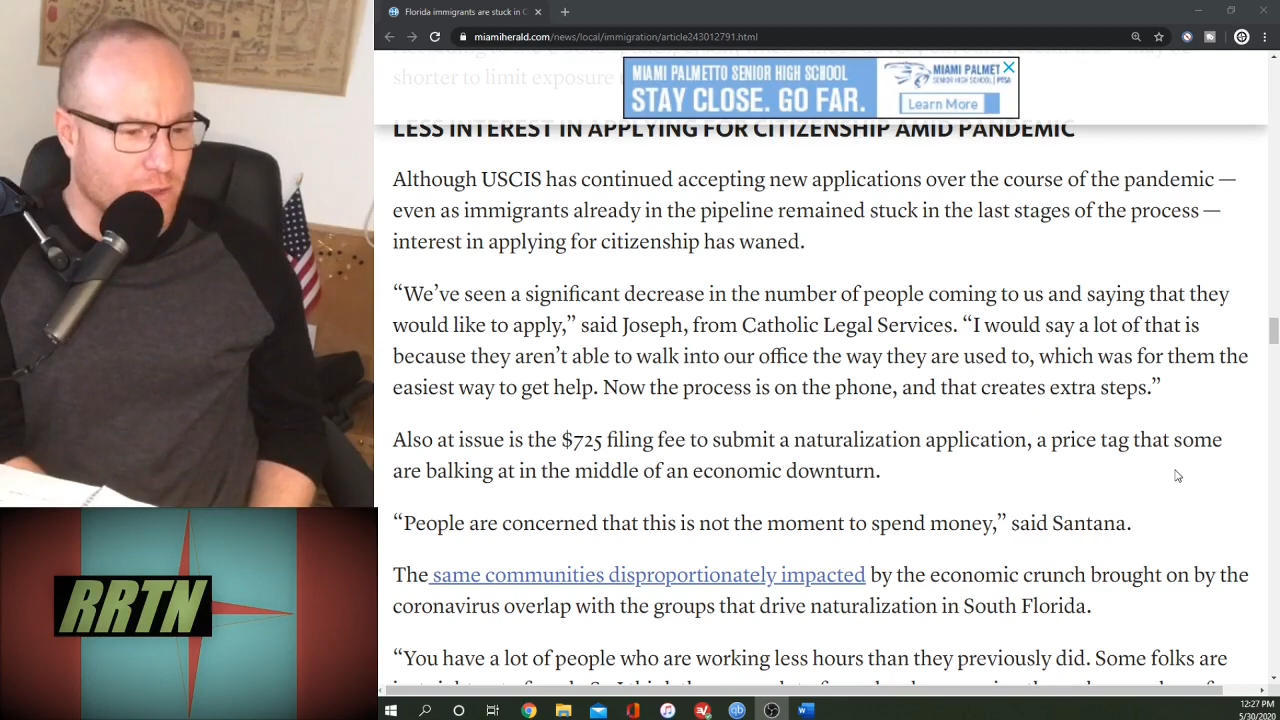 Florida immigrants are stuck in C
miamiherald.com/news/local/immigration/article243012791.html
shorter to limit exposure
MIAMI PALMETTO SENIOR HIGH SCHOOL
STAY CLOSE. GO FAR.
MIAMI PALMET
SENIOR HIGH SCHOOL | PTSA
Learn More
LESS INTEREST IN APPLYING FOR CITIZENSHIP AMID PANDEMIC
Although USCIS has continued accepting new applications over the course of the pandemic —
even as immigrants already in the pipeline remained stuck in the last stages of the process —
interest in applying for citizenship has waned.
“We’ve seen a significant decrease in the number of people coming to us and saying that they
would like to apply,” said Joseph, from Catholic Legal Services. “I would say a lot of that is
because they aren’t able to walk into our office the way they are used to, which was for them the
easiest way to get help. Now the process is on the phone, and that creates extra steps.”
Also at issue is the $725 filing fee to submit a naturalization application, a price tag that some
are balking at in the middle of an economic downturn.
“People are concerned that this is not the moment to spend money,” said Santana.
The same communities disproportionately impacted by the economic crunch brought on by the
coronavirus overlap with the groups that drive naturalization in South Florida.
“You have a lot of people who are working less hours than they previously did. Some folks are
RRTN
12:27 PM
5/30/2020